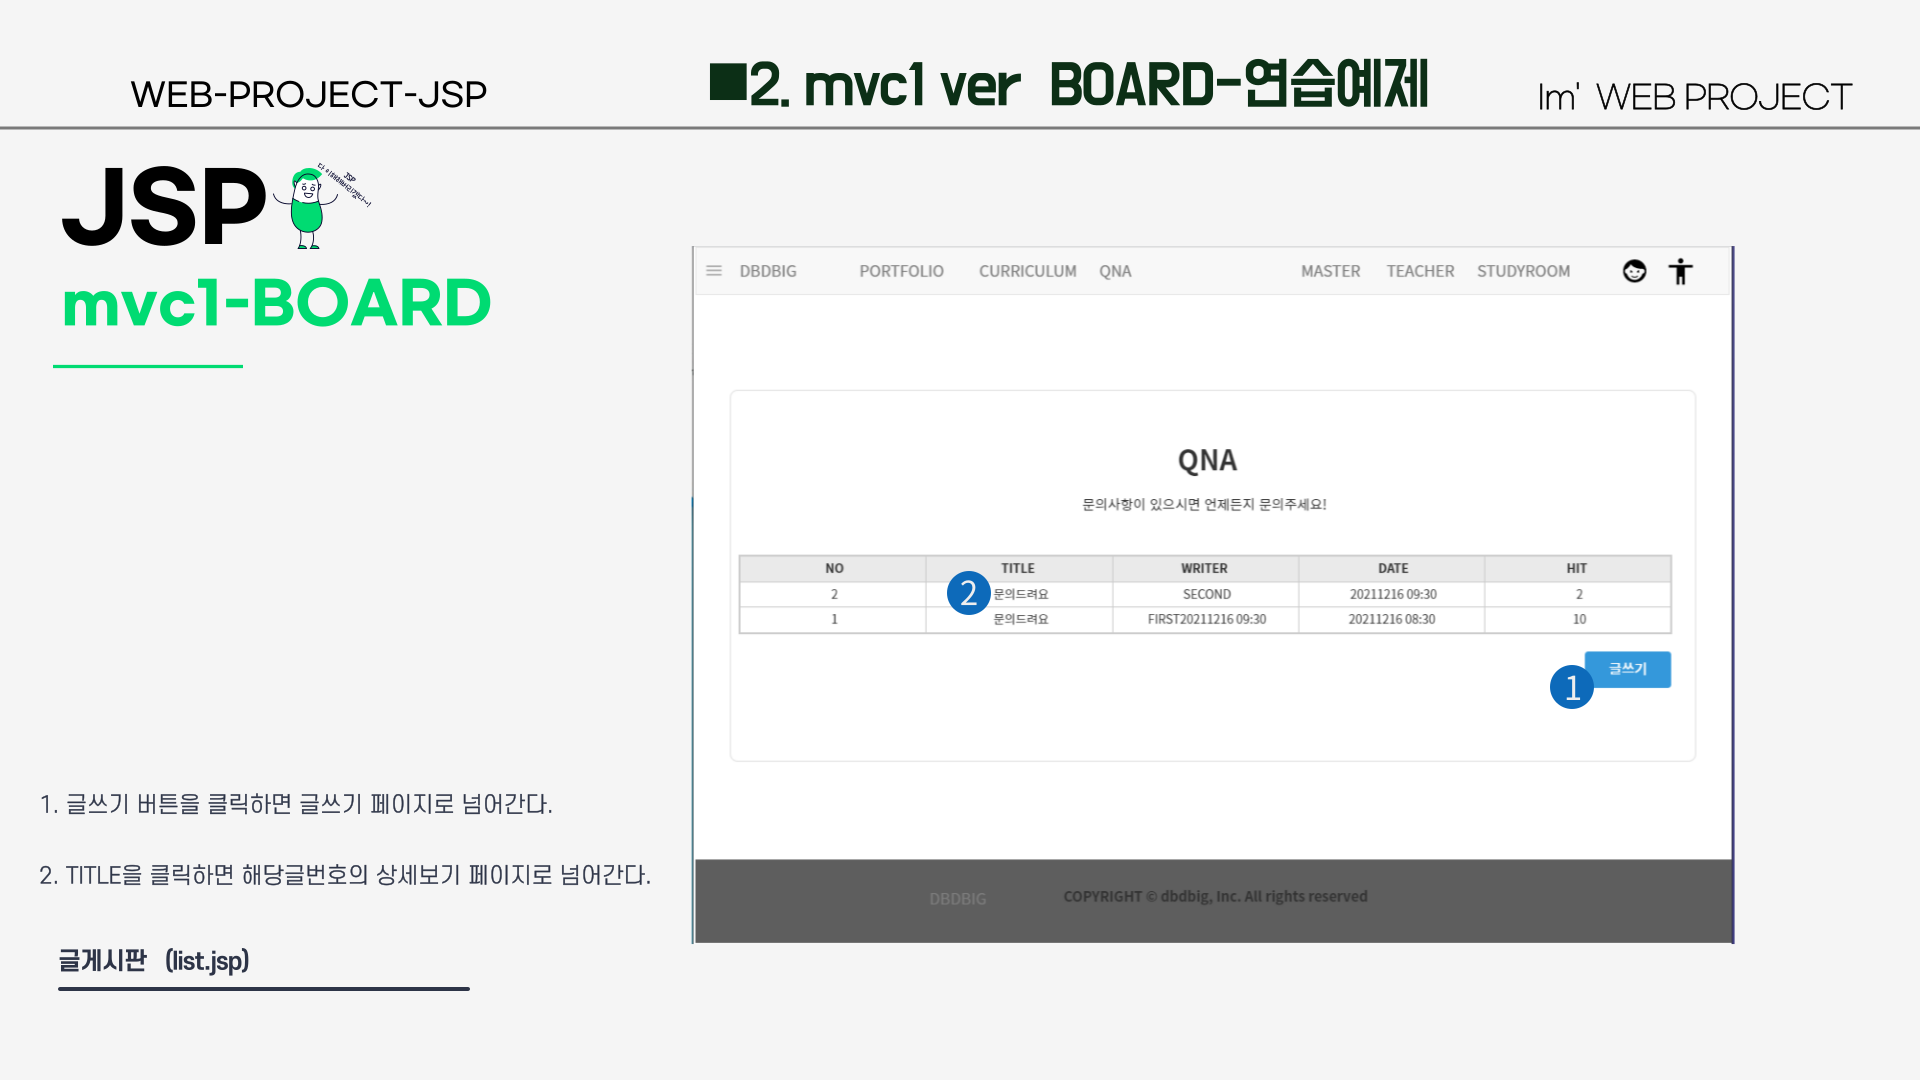 WEB-PROJECT-JSP
■2. mvc1 ver BOARD-연습예제
Im' WEB PROJECT
JSP
JSP
mvc1-BOARD
DBDBIG PORTFOLIO CURRICULUM QNA MASTER TEACHER STUDYROOM
QNA
문의사항이 있으시면 언제든지 문의주세요!
NO TITLE WRITER DATE HIT
2 2 문의드려요 SECOND 20211216 09:30 2
1 문의드려요 FIRST20211216 09:30 20211216 08:30 10
글쓰기
1
1. 글쓰기 버튼을 클릭하면 글쓰기 페이지로 넘어간다.
2. TITLE을 클릭하면 해당글번호의 상세보기 페이지로 넘어간다.
DBDBIG COPYRIGHT © dbdbig, Inc. All rights reserved
글게시판 (list.jsp)